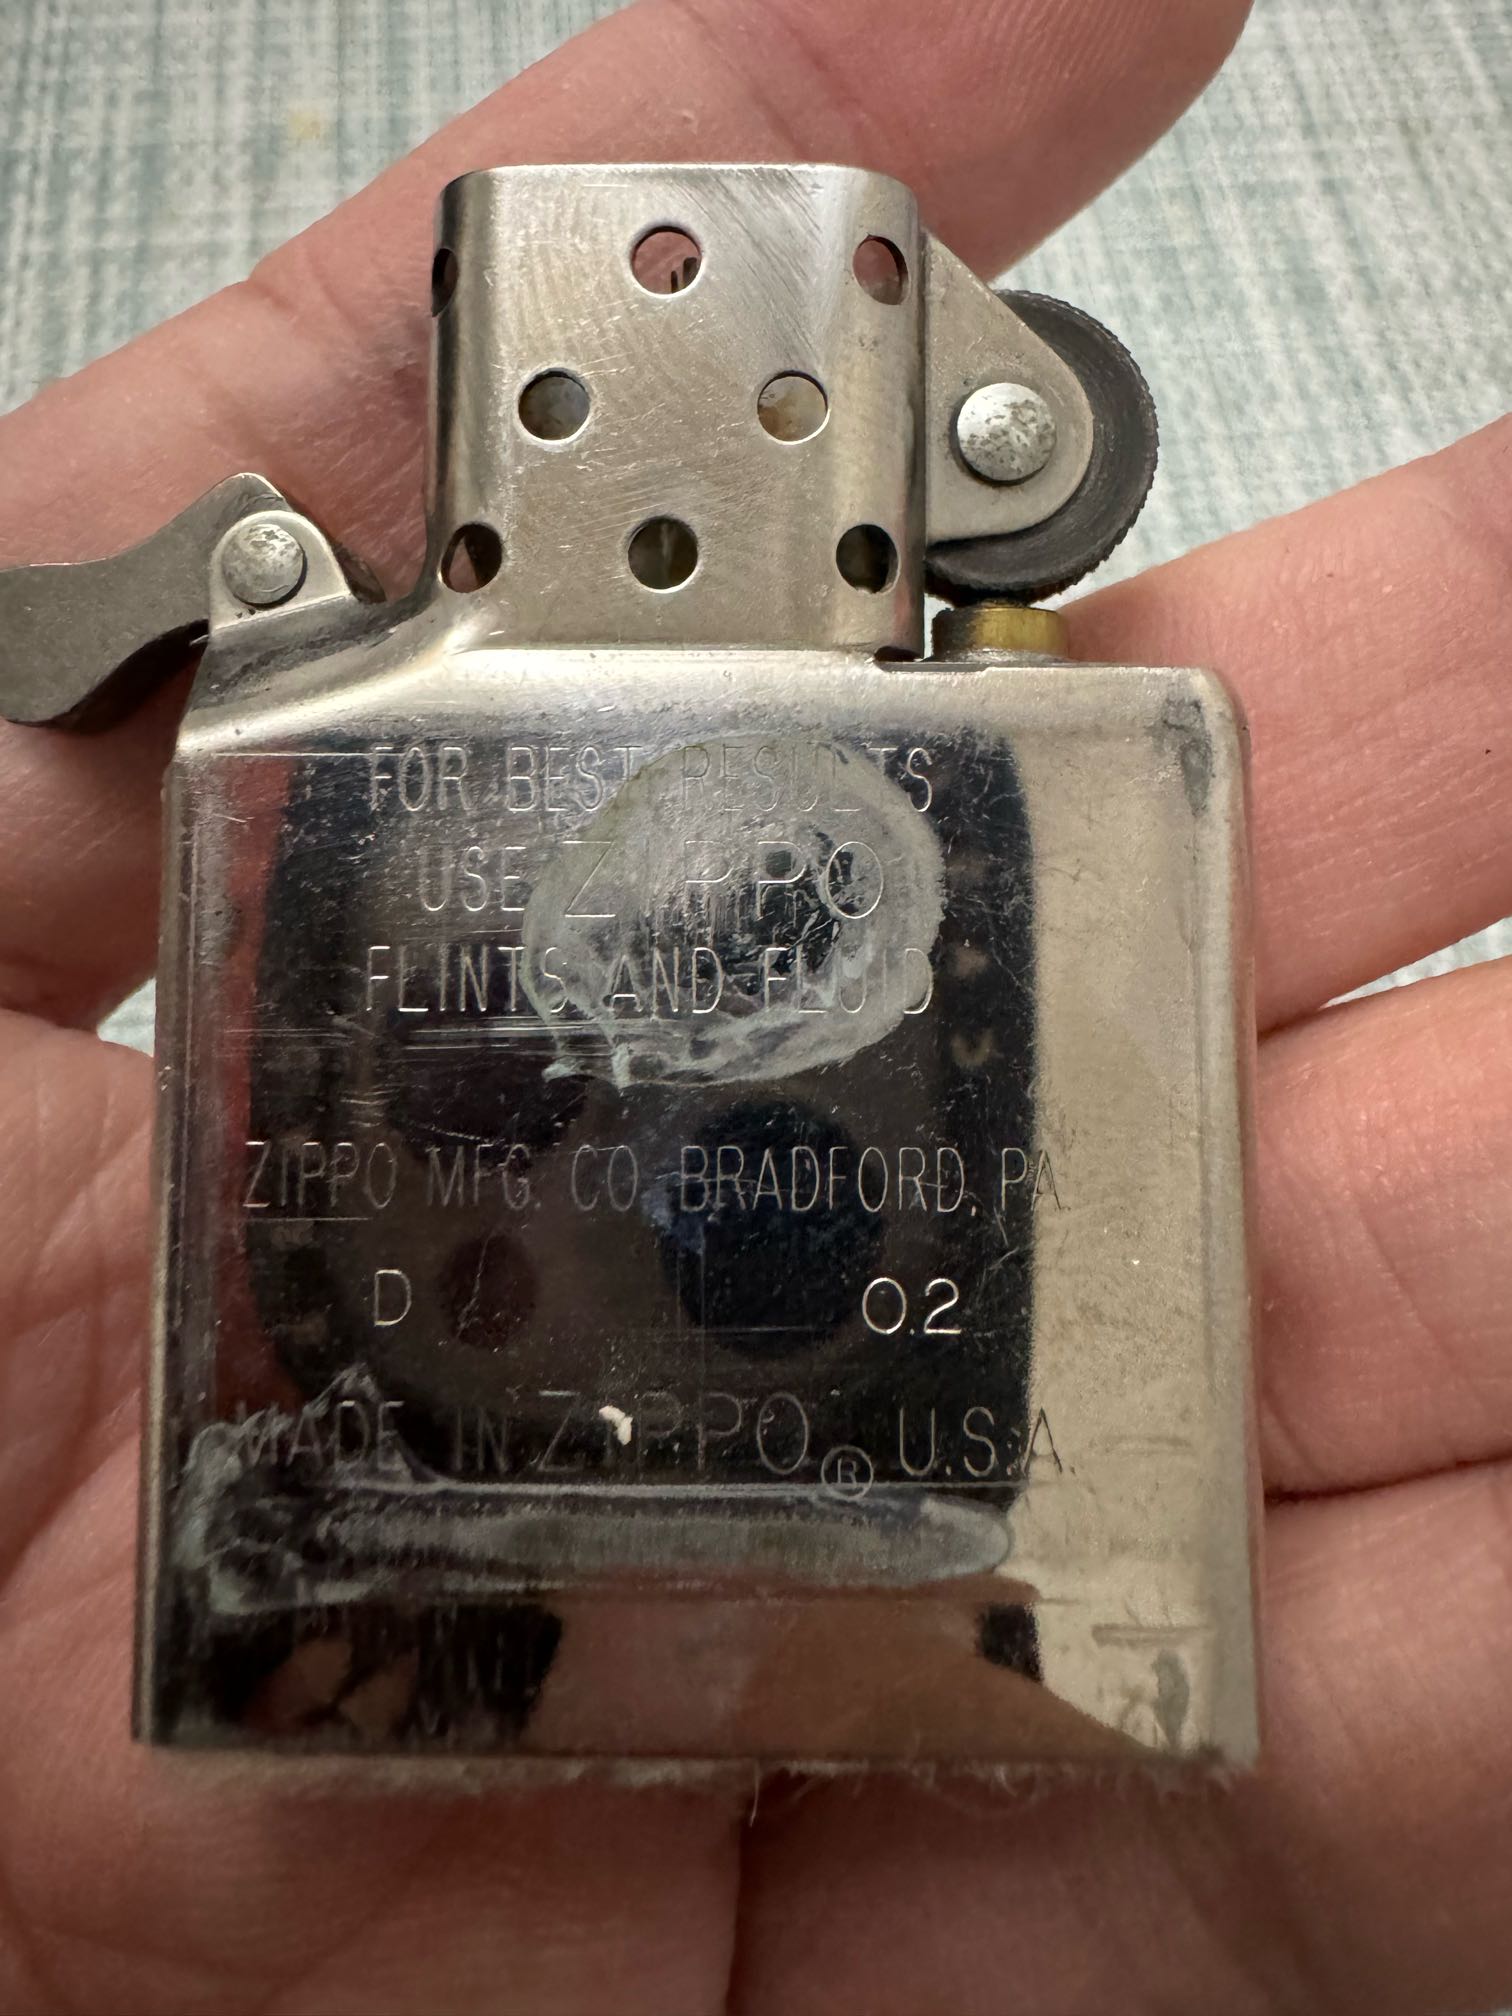 FOR BEST RESULTS
USE ZIPPO
FLINTS AND FLUID
ZIPPO MFG. CO. BRADFORD, PA
D 02
MADE IN ZIPPO® U.S.A.